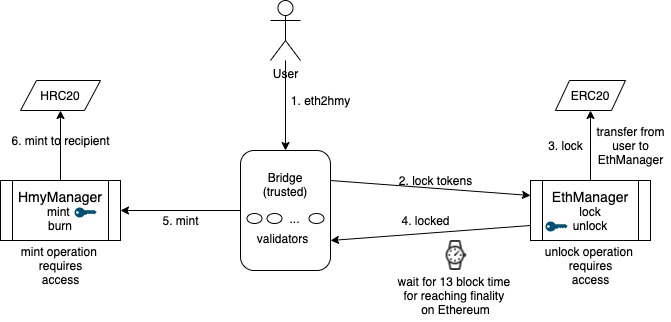 User
1. eth2hmy
HRC20
ERC20
6. mint to recipient
3. lock
transfer from
user to
EthManager
Bridge
(trusted)
...
validators
2. lock tokens
HmyManager
mint
burn
5. mint
EthManager
lock
unlock
4. locked
mint operation
requires
access
unlock operation
requires
access
wait for 13 block time
for reaching finality
on Ethereum